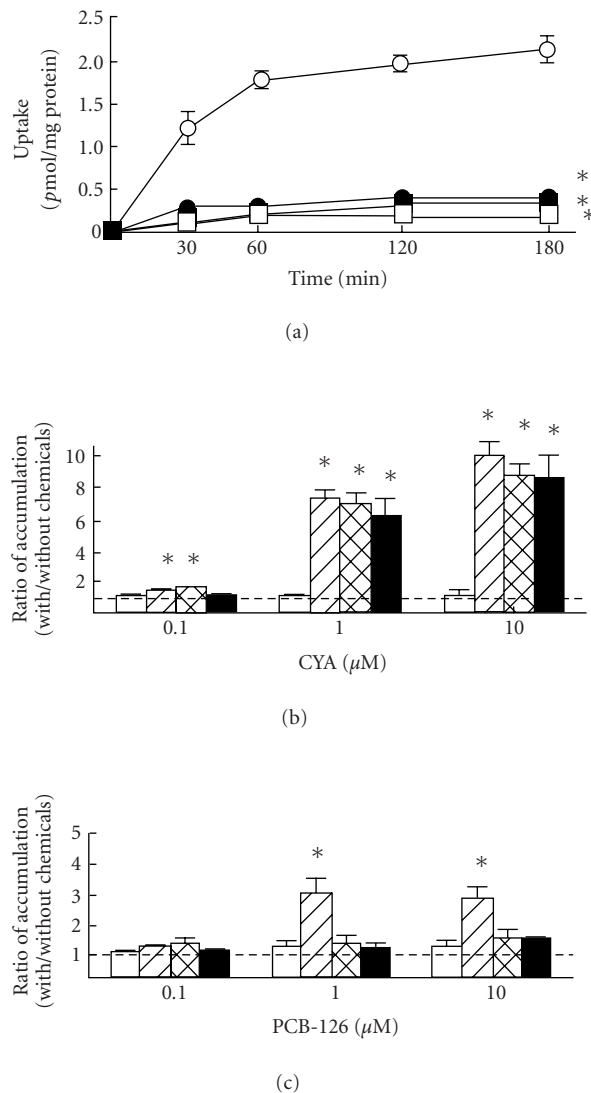 2.5
2.0
1.5
1.0
0.5
0
Uptake
(pmol/mg protein)
*
*
*
30 60 120 180
Time (min)
(a)
10
8
6
4
2
Ratio of accumulation
(with/without chemicals)
* *
* * *
* * *
0.1 1 10
CYA (μM)
(b)
5
4
3
2
1
Ratio of accumulation
(with/without chemicals)
* *
0.1 1 10
PCB-126 (μM)
(c)